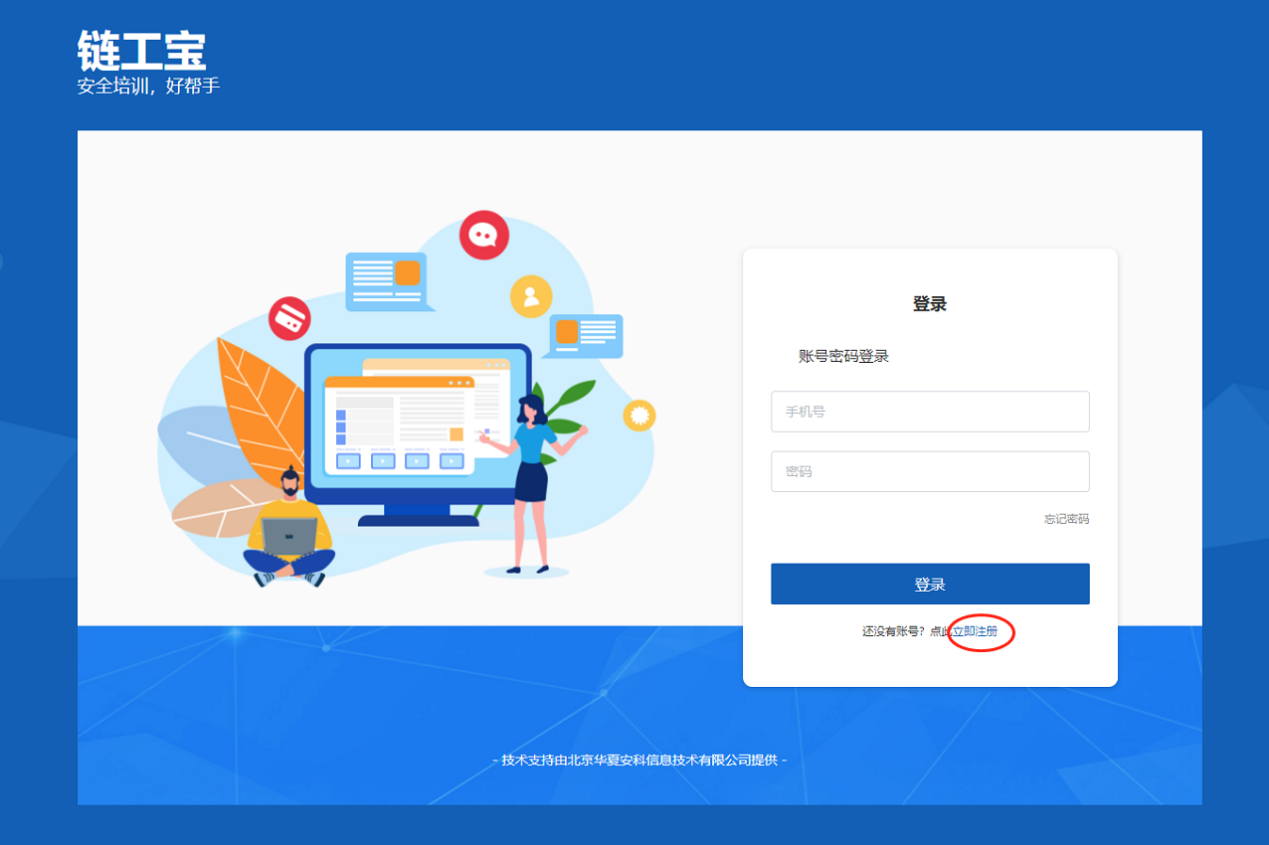 链工宝
安全培训，好帮手
登录
账号密码登录
手机号
密码
忘记密码
登录
还没有账号？点此立即注册
- 技术支持由北京华夏安科信息技术有限公司提供 -